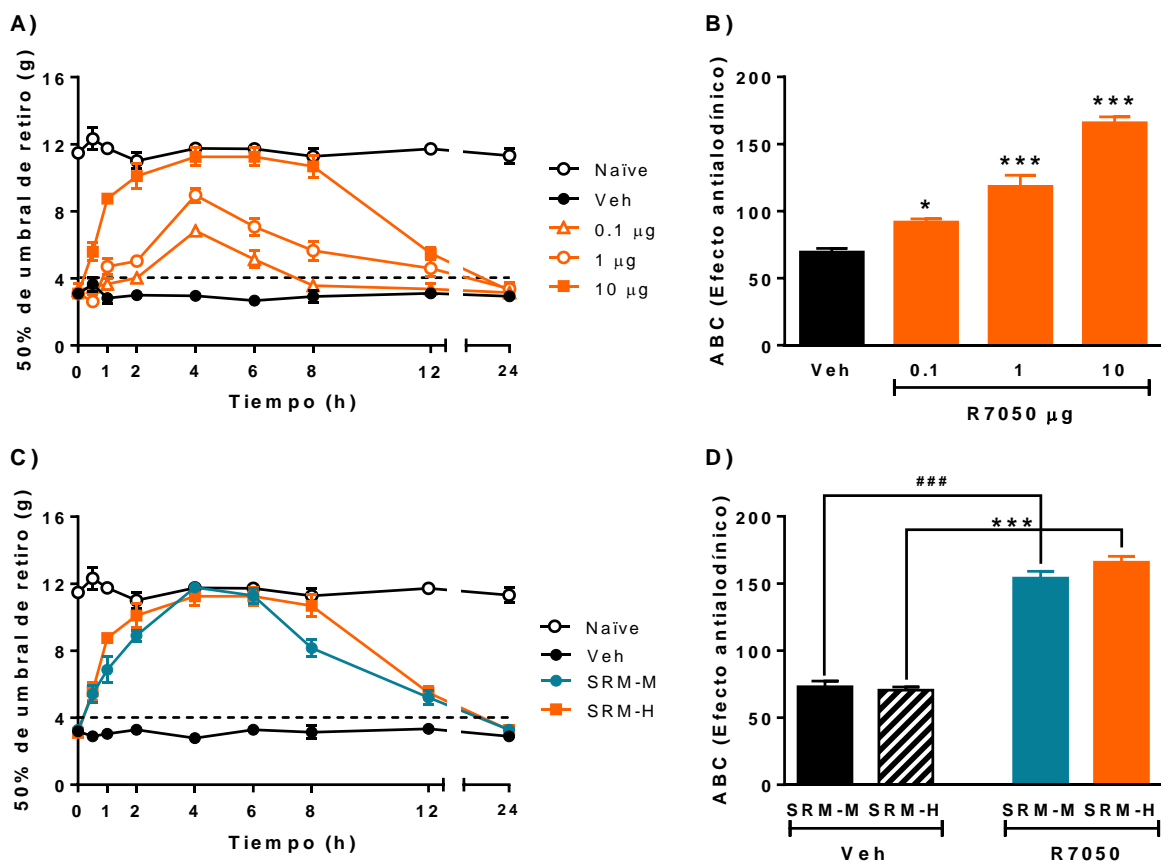 A)
50% de umbral de retiro (g)
16
12
8
4
0
0 1 2 4 6 8 12 24
Tiempo (h)
Naïve
Veh
0.1 µg
1 µg
10 µg
B)
ABC (Efecto antialodínico)
200
150
100
50
0
*
***
***
Veh 0.1 1 10
R7050 µg
C)
50% de umbral de retiro (g)
16
12
8
4
0
0 1 2 4 6 8 12 24
Tiempo (h)
Naïve
Veh
SRM-M
SRM-H
D)
ABC (Efecto antialodínico)
200
150
100
50
0
###
***
SRM-M SRM-H SRM-M SRM-H
Veh R7050